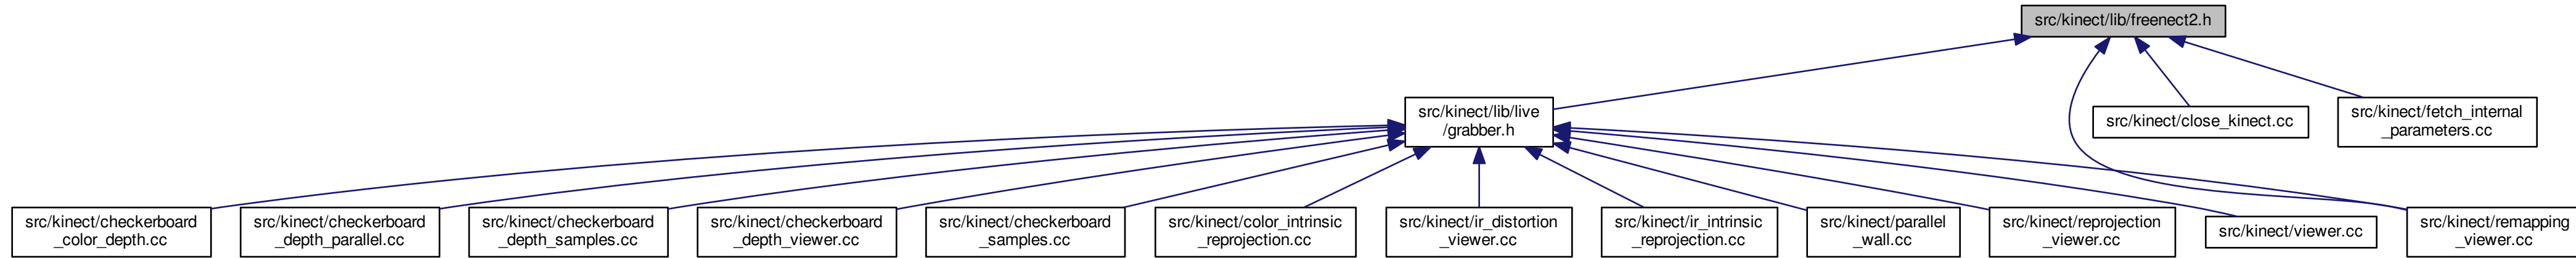 src/kinect/lib/freenect2.h
src/kinect/lib/live
/grabber.h
src/kinect/close_kinect.cc
src/kinect/fetch_internal
_parameters.cc
src/kinect/checkerboard
_color_depth.cc
src/kinect/checkerboard
_depth_parallel.cc
src/kinect/checkerboard
_depth_samples.cc
src/kinect/checkerboard
_depth_viewer.cc
src/kinect/checkerboard
_samples.cc
src/kinect/color_intrinsic
_reprojection.cc
src/kinect/ir_distortion
_viewer.cc
src/kinect/ir_intrinsic
_reprojection.cc
src/kinect/parallel
_wall.cc
src/kinect/reprojection
_viewer.cc
src/kinect/viewer.cc
src/kinect/remapping
_viewer.cc